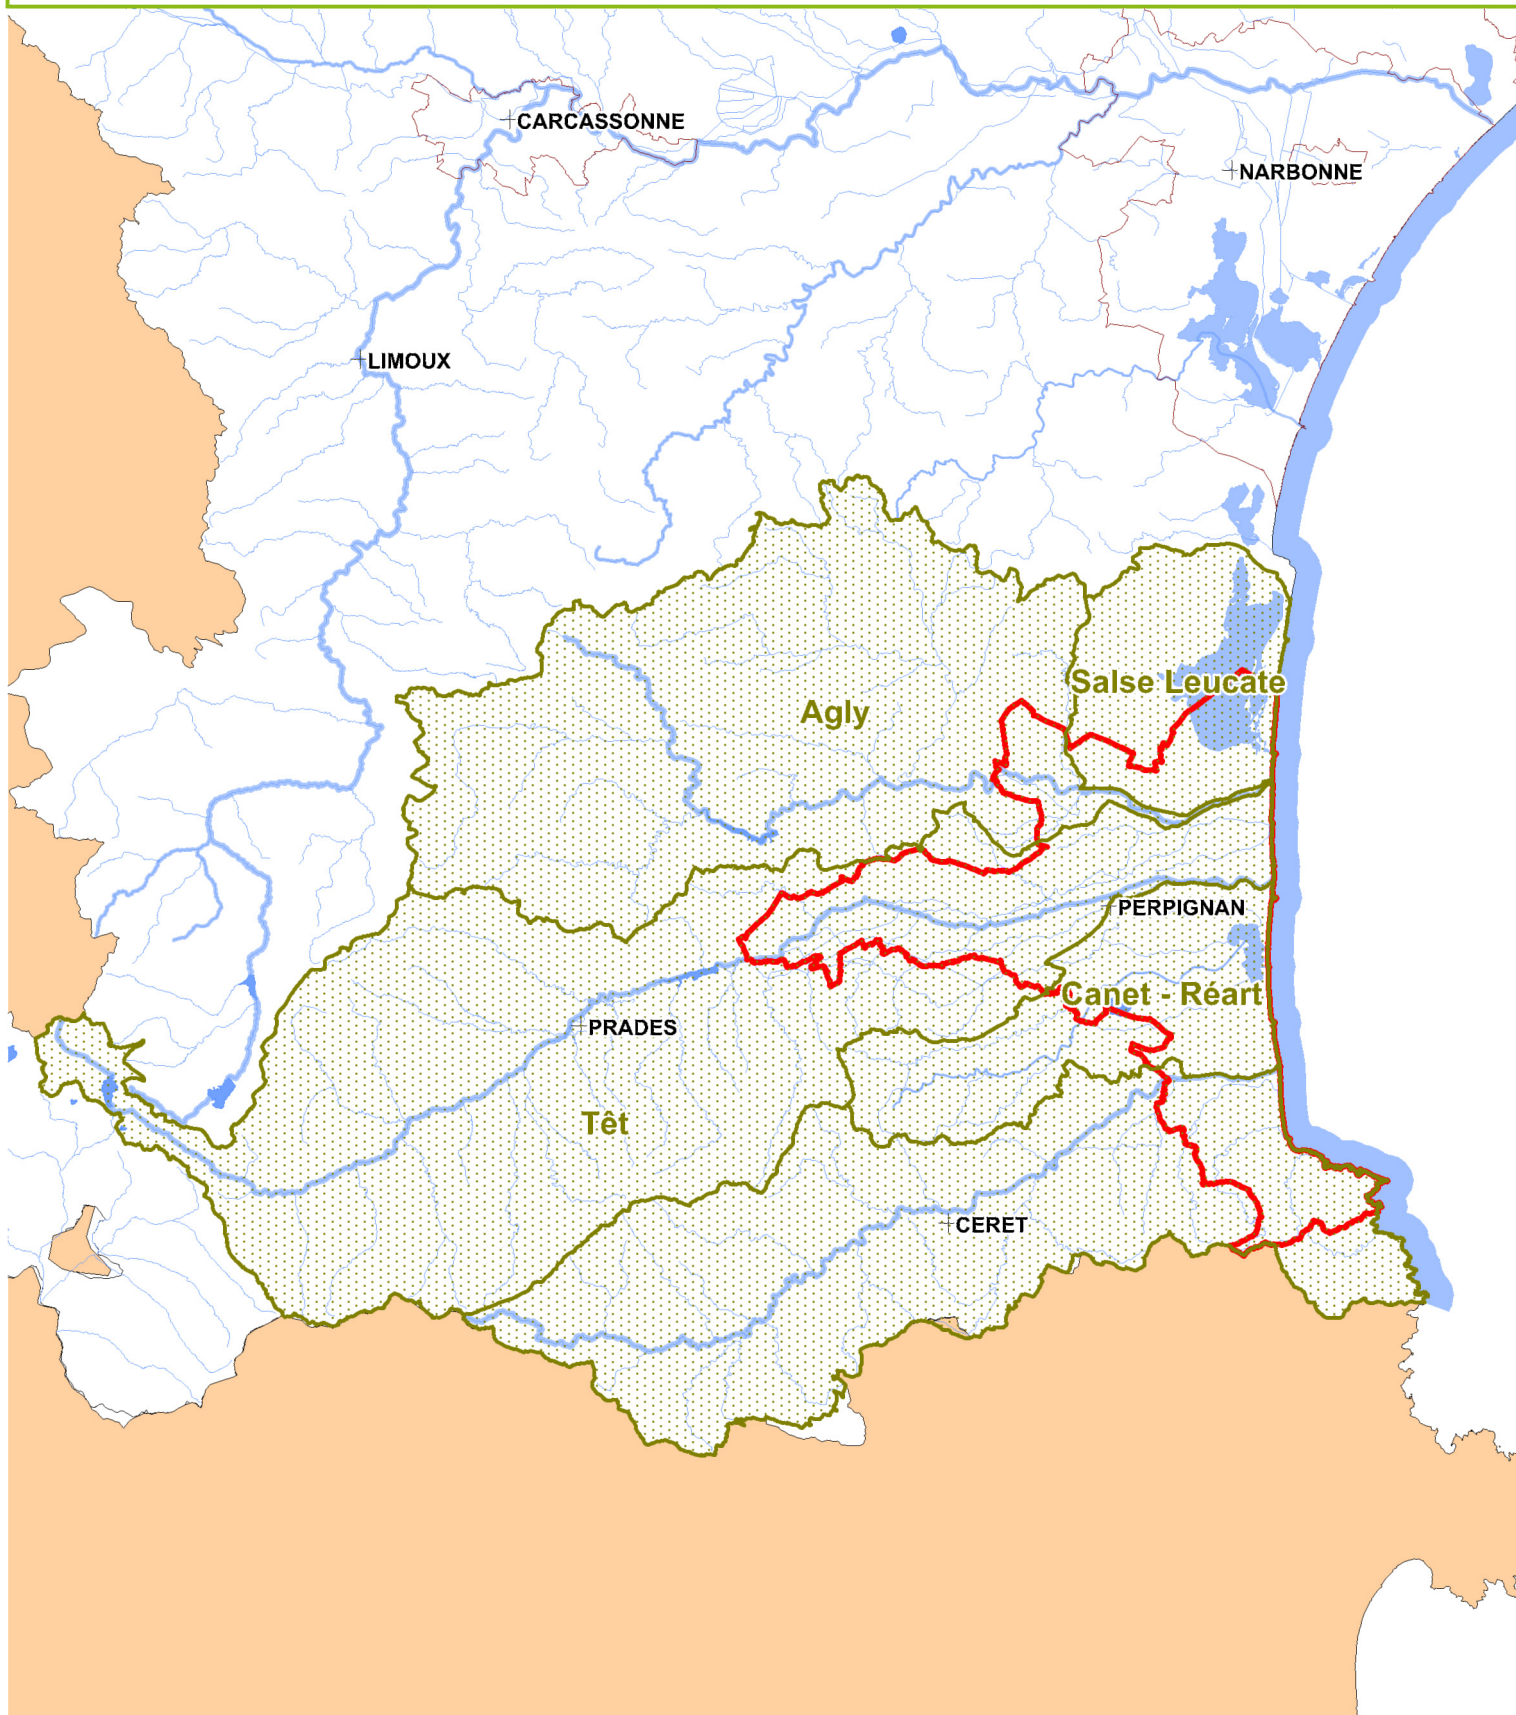 CARCASSONNE
NARBONNE
LIMOUX
Salse Leucate
Agly
PERPIGNAN
Canet - Réart
PRADES
Têt
CERET